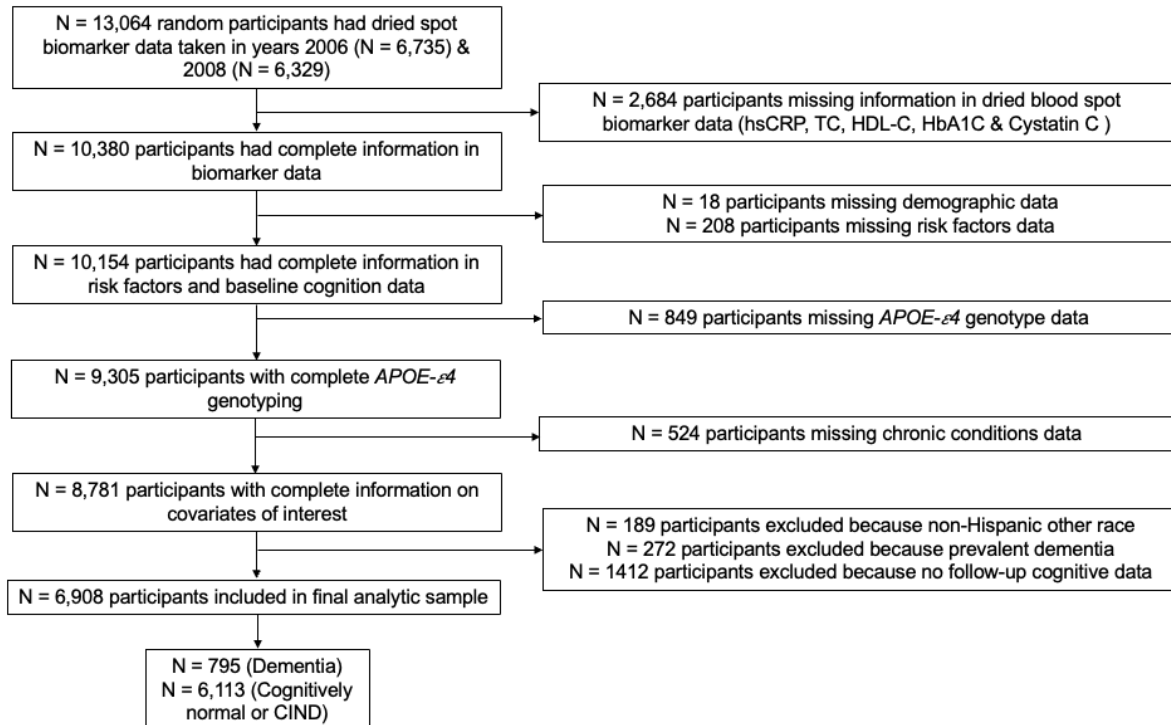 N = 13,064 random participants had dried spot
biomarker data taken in years 2006 (N = 6,735) &
2008 (N = 6,329)
N = 2,684 participants missing information in dried blood spot
biomarker data (hsCRP, TC, HDL-C, HbA1C & Cystatin C )
N = 10,380 participants had complete information in
biomarker data
N = 18 participants missing demographic data
N = 208 participants missing risk factors data
N = 10,154 participants had complete information in
risk factors and baseline cognition data
N = 849 participants missing APOE-ε4 genotype data
N = 9,305 participants with complete APOE-ε4
genotyping
N = 524 participants missing chronic conditions data
N = 8,781 participants with complete information on
covariates of interest
N = 189 participants excluded because non-Hispanic other race
N = 272 participants excluded because prevalent dementia
N = 1412 participants excluded because no follow-up cognitive data
N = 6,908 participants included in final analytic sample
N = 795 (Dementia)
N = 6,113 (Cognitively
normal or CIND)